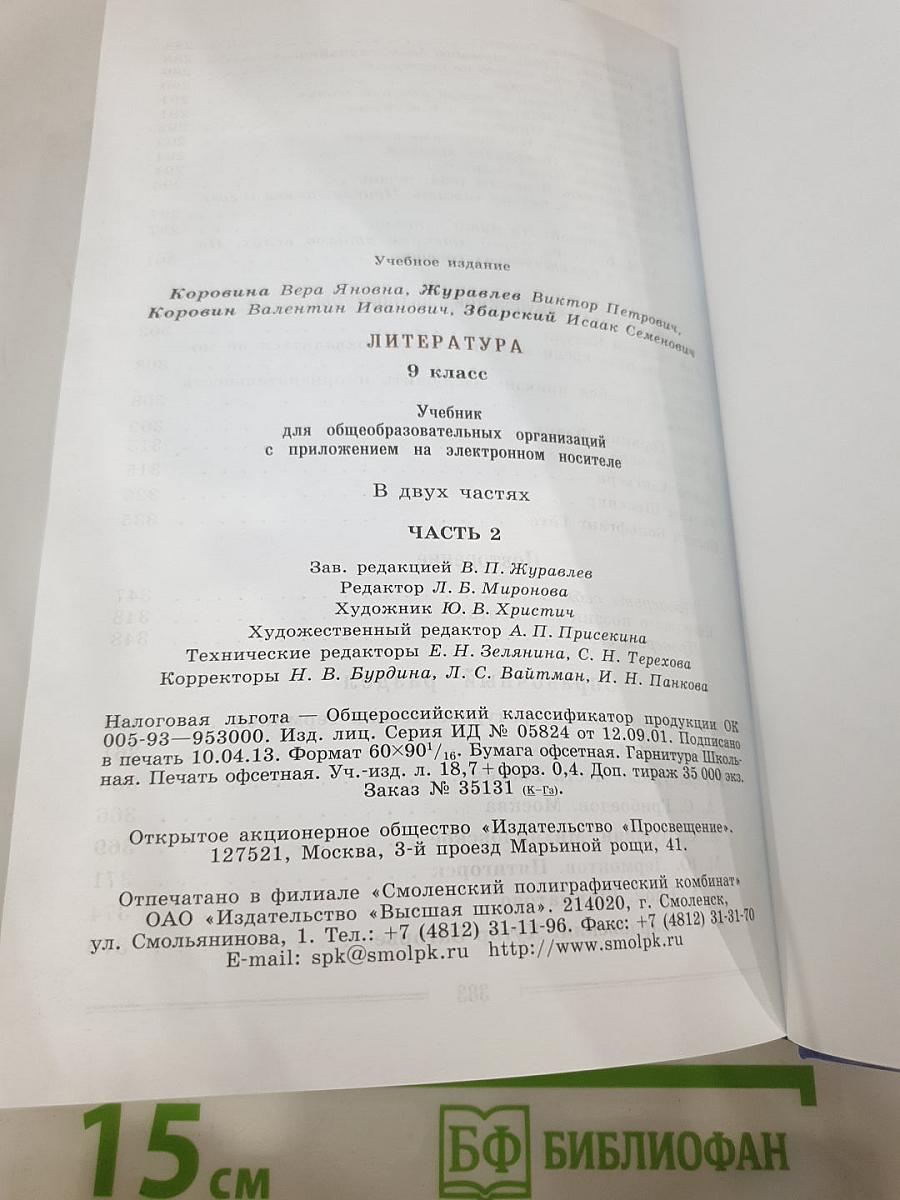 Учебное издание
Коровина Вера Яновна, Журавлев Виктор Петрович,
Коровин Валентин Иванович, Збарский Исаак Семенович
ЛИТЕРАТУРА
9 класс
Учебник
для общеобразовательных организаций
с приложением на электронном носителе
В двух частях
ЧАСТЬ 2
Зав. редакцией В. П. Журавлев
Редактор Л. Б. Миронова
Художник Ю. В. Христич
Художественный редактор А. П. Присекина
Технические редакторы Е. Н. Зелянина, С. Н. Терехова
Корректоры Н. В. Бурдина, Л. С. Вайтман, И. Н. Панкова
Налоговая льгота — Общероссийский классификатор продукции ОК
005-93—953000. Изд. лиц. Серия ИД № 05824 от 12.09.01. Подписано
в печать 10.04.13. Формат 60×90¹/₁₆. Бумага офсетная. Гарнитура Школь-
ная. Печать офсетная. Уч.-изд. л. 18,7+форз. 0,4. Доп. тираж 35 000 экз.
Заказ № 35131 (К-Гз).
Открытое акционерное общество «Издательство «Просвещение».
127521, Москва, 3-й проезд Марьиной рощи, 41.
Отпечатано в филиале «Смоленский полиграфический комбинат»
ОАО «Издательство «Высшая школа». 214020, г. Смоленск,
ул. Смольянинова, 1. Тел.: +7 (4812) 31-11-96. Факс: +7 (4812) 31-31-70
E-mail: spk@smolpk.ru http://www.smolpk.ru
15 см
БФ БИБЛИОФАН